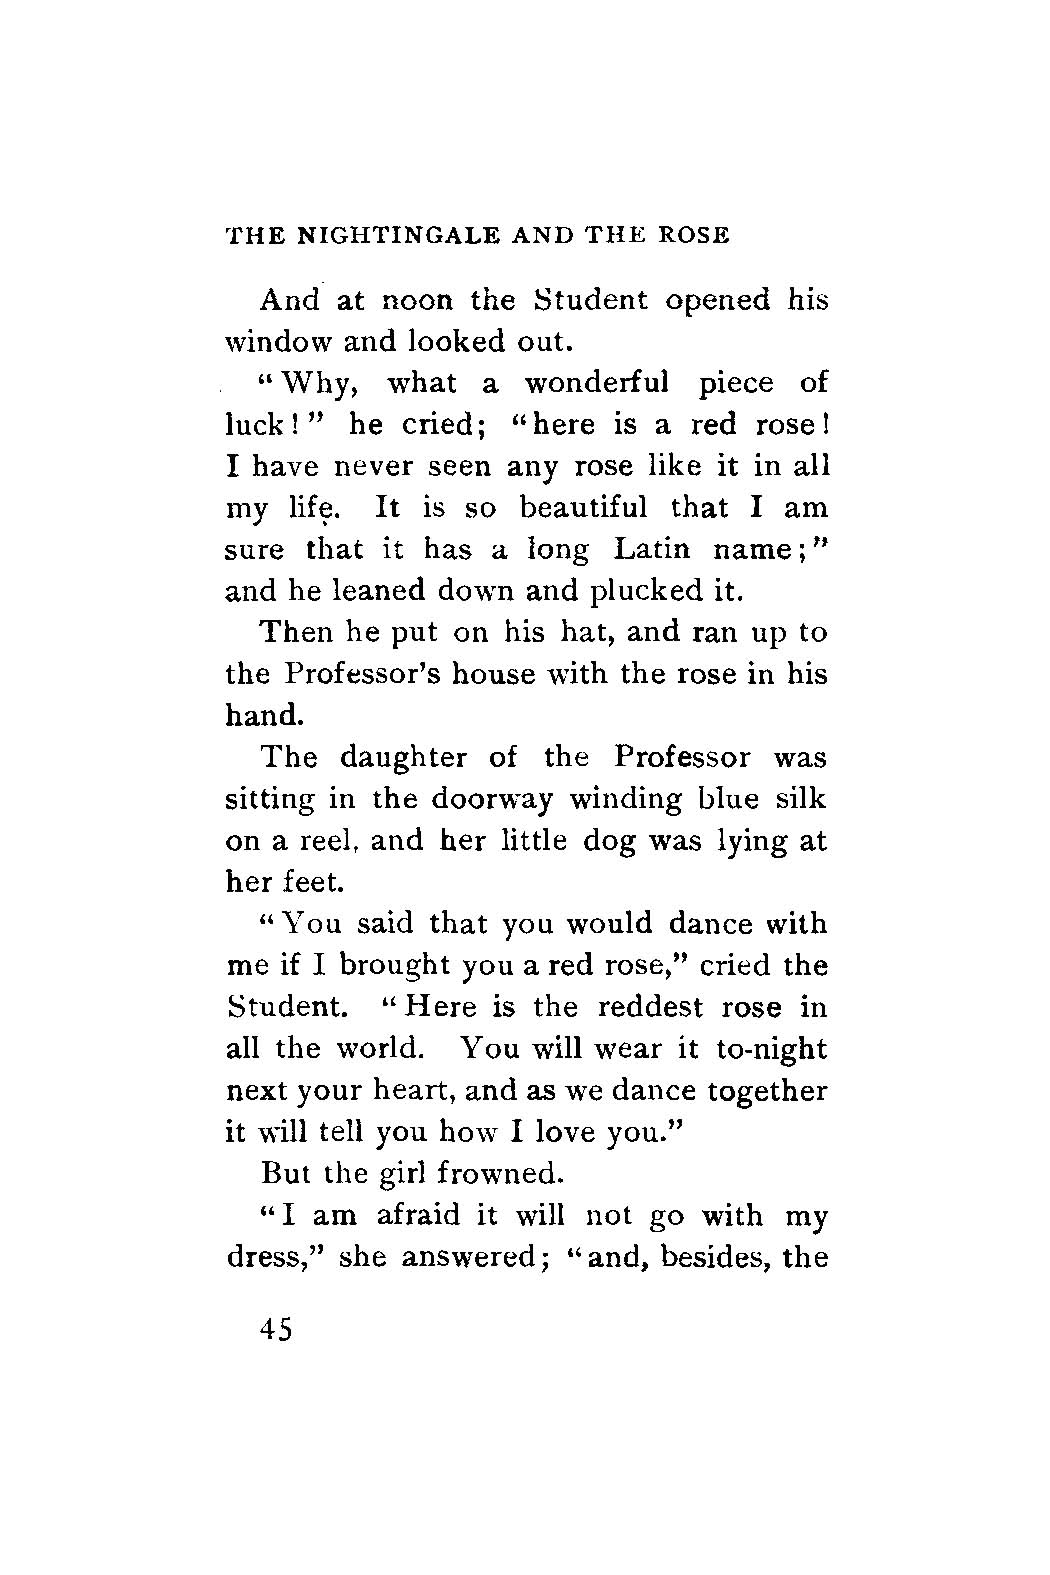 THE NIGHTINGALE AND THE ROSE
And at noon the Student opened his
window and looked out.
“Why, what a wonderful piece of
luck!” he cried; “here is a red rose!
I have never seen any rose like it in all
my life. It is so beautiful that I am
sure that it has a long Latin name;”
and he leaned down and plucked it.
Then he put on his hat, and ran up to
the Professor’s house with the rose in his
hand.
The daughter of the Professor was
sitting in the doorway winding blue silk
on a reel, and her little dog was lying at
her feet.
“You said that you would dance with
me if I brought you a red rose,” cried the
Student. “Here is the reddest rose in
all the world. You will wear it to-night
next your heart, and as we dance together
it will tell you how I love you.”
But the girl frowned.
“I am afraid it will not go with my
dress,” she answered; “and, besides, the
45